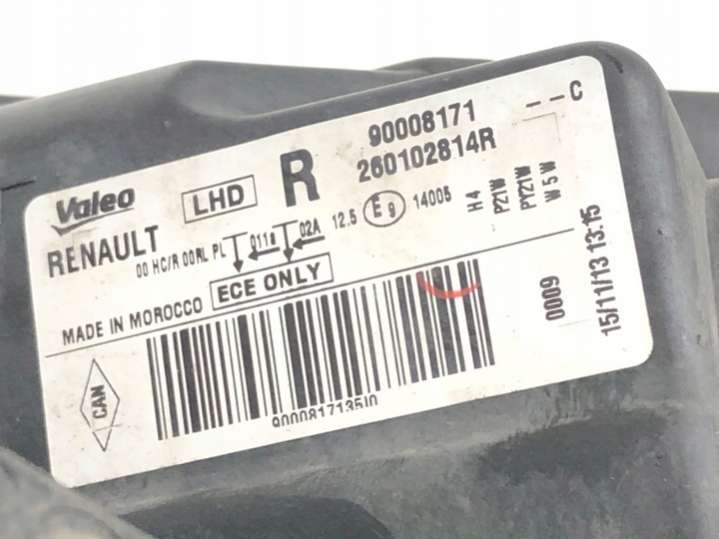 Valeo LHD R 90008171 --C
260102814R
RENAULT
00 HC/R 00RL PL 011a 02A 12.5 E9 14005
H4
P21W
PY21W
W5W
ECE ONLY
MADE IN MOROCCO
CAN
0009
15/11/13 13:15